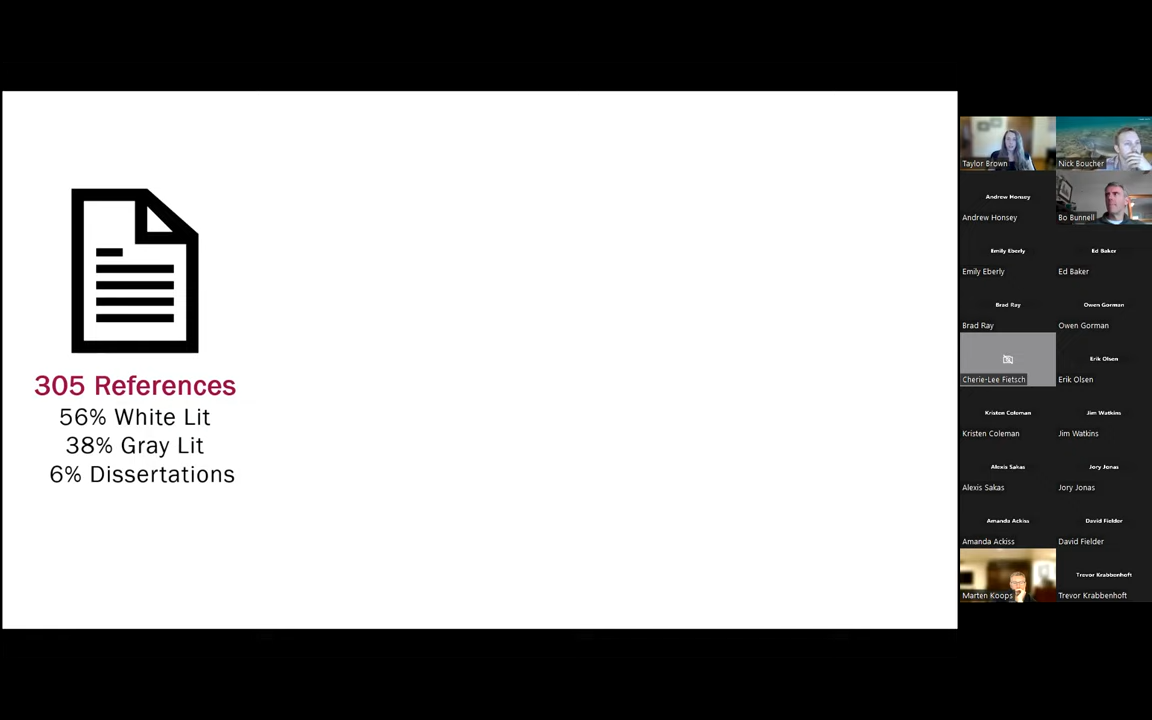 305 References
56% White Lit
38% Gray Lit
6% Dissertations
Taylor Brown
Nick Boucher
Andrew Honsey
Andrew Honsey
Bo Bunnell
Emily Eberly
Emily Eberly
Ed Baker
Ed Baker
Brad Ray
Brad Ray
Owen Gorman
Owen Gorman
Cherie-Lee Fietsch
Erik Olsen
Erik Olsen
Kristen Coleman
Kristen Coleman
Jim Watkins
Jim Watkins
Alexis Sakas
Alexis Sakas
Jory Jonas
Jory Jonas
Amanda Ackiss
Amanda Ackiss
David Fielder
David Fielder
Marten Koops
Trevor Krabbenhoft
Trevor Krabbenhoft